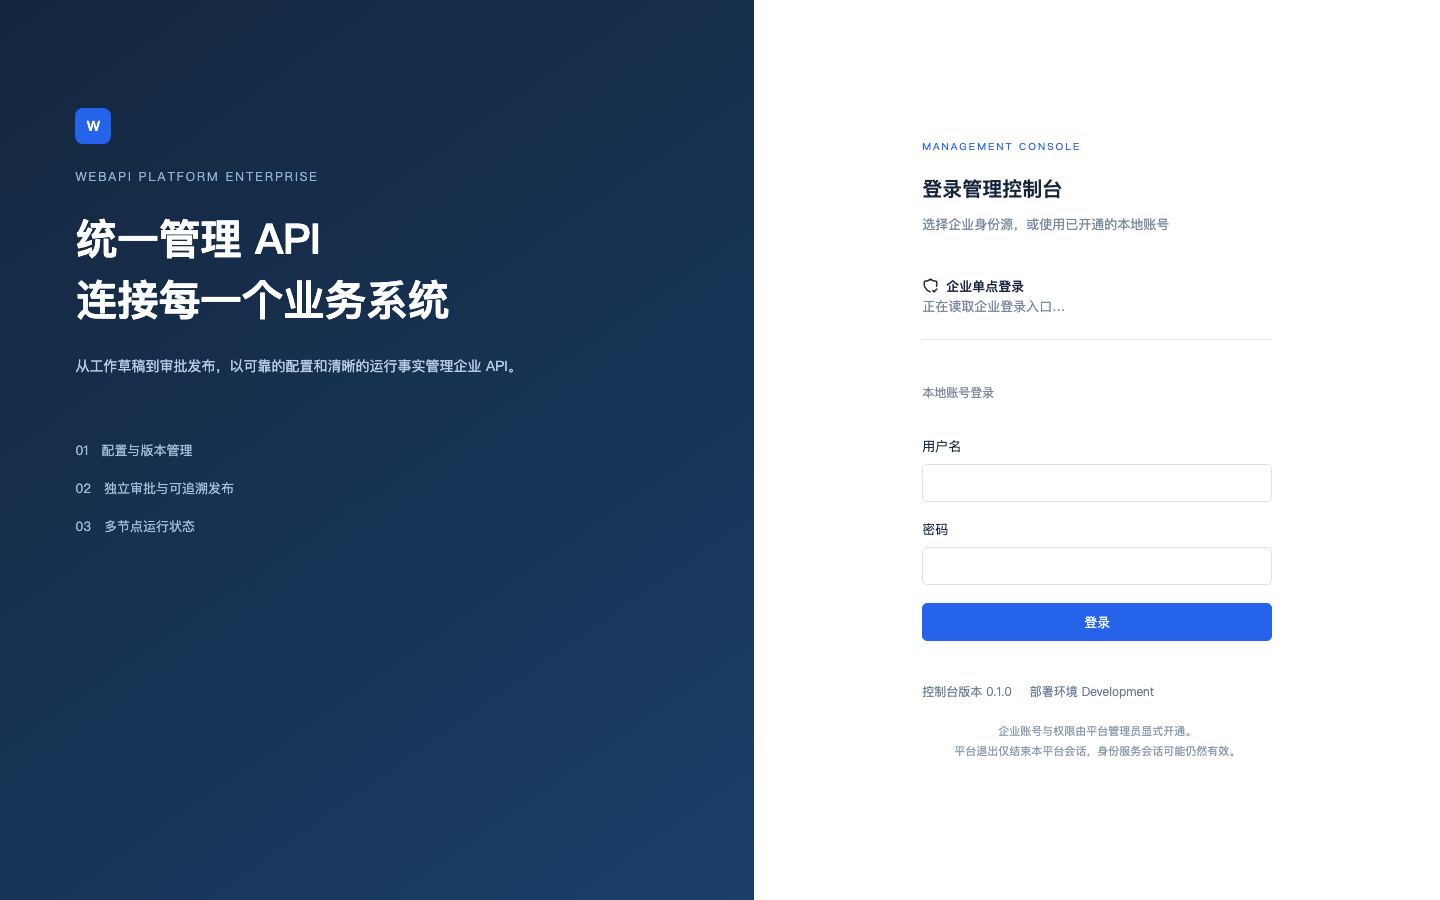 W
WEBAPI PLATFORM ENTERPRISE
统一管理 API
连接每一个业务系统
从工作草稿到审批发布，以可靠的配置和清晰的运行事实管理企业 API。
01 配置与版本管理
02 独立审批与可追溯发布
03 多节点运行状态
MANAGEMENT CONSOLE
登录管理控制台
选择企业身份源，或使用已开通的本地账号
企业单点登录
正在读取企业登录入口…
本地账号登录
用户名
密码
登录
控制台版本 0.1.0 部署环境 Development
企业账号与权限由平台管理员显式开通。
平台退出仅结束本平台会话，身份服务会话可能仍然有效。